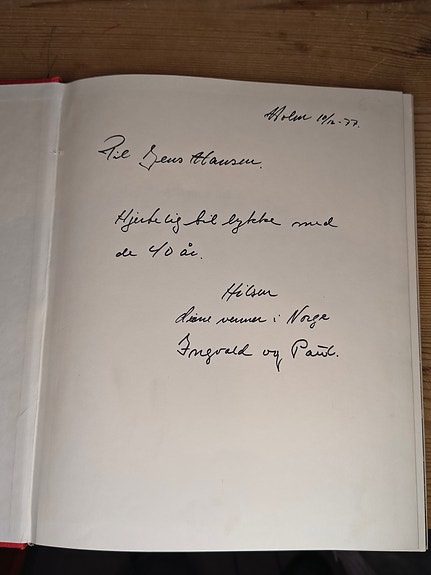 Holm 10/12-77.
Til Jens Hansen.
Hjertelig til lykke med
de 40 år.
Hilsen
dine venner i Norge
Ingvald og Paul.